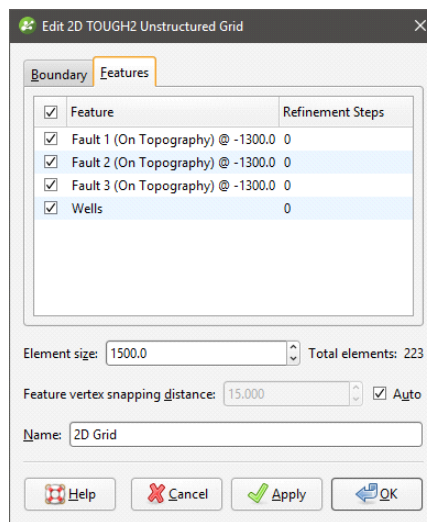 Edit 2D TOUGH2 Unstructured Grid
Boundary Features
Feature Refinement Steps
Fault 1 (On Topography) @ -1300.0 0
Fault 2 (On Topography) @ -1300.0 0
Fault 3 (On Topography) @ -1300.0 0
Wells 0
Element size: 1500.0 Total elements: 223
Feature vertex snapping distance: 15.000 Auto
Name: 2D Grid
Help Cancel Apply OK